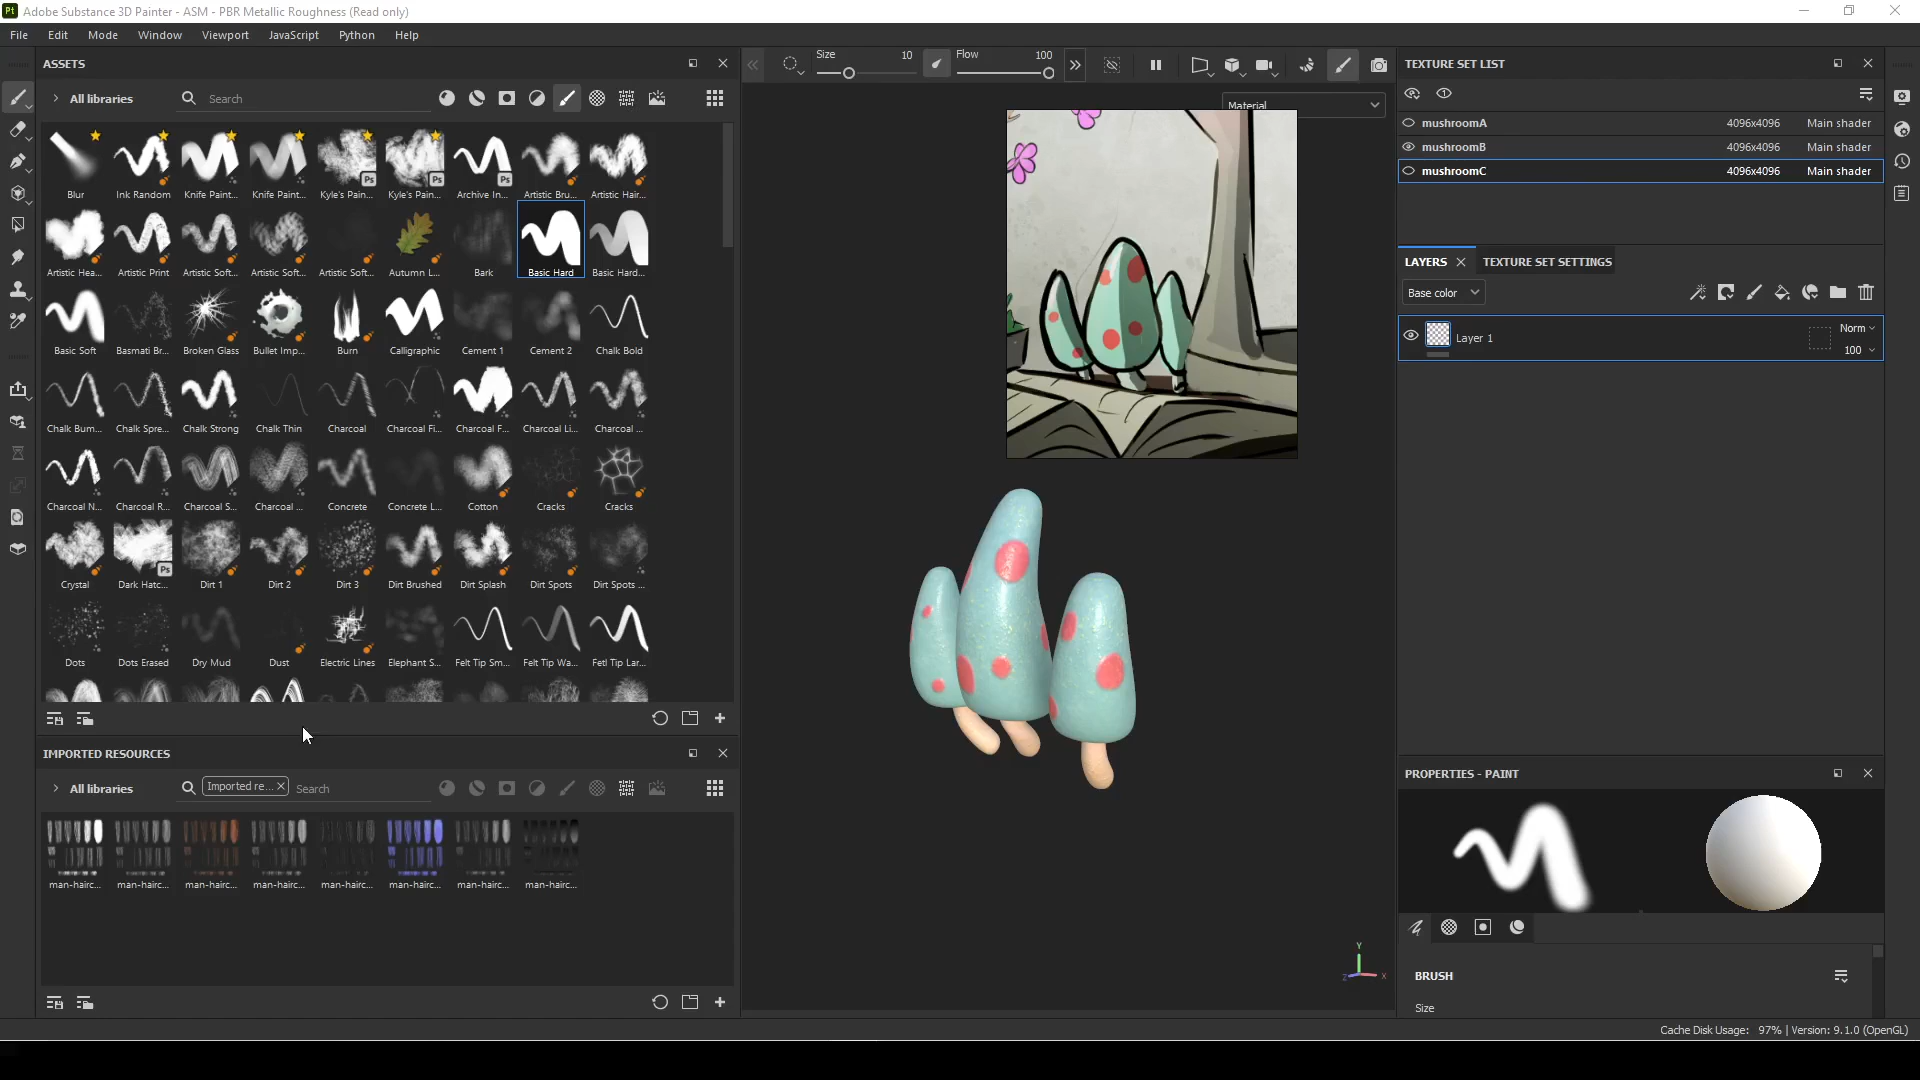 Adobe Substance 3D Painter - ASM - PBR Metallic Roughness (Read only)
File Edit Mode Window Viewport JavaScript Python Help
ASSETS
All libraries Search
Blur Ink Random Knife Paint... Knife Paint... Kyle's Pain... Kyle's Pain... Archive In... Artistic Bru... Artistic Hair...
Artistic Hea... Artistic Print Artistic Soft... Artistic Soft... Artistic Soft... Autumn L... Bark Basic Hard Basic Hard...
Basic Soft Basmati Br... Broken Glass Bullet Imp... Burn Calligraphic Cement 1 Cement 2 Chalk Bold
Chalk Bum... Chalk Spre... Chalk Strong Chalk Thin Charcoal Charcoal Fi... Charcoal F... Charcoal Li... Charcoal ...
Charcoal N... Charcoal R... Charcoal S... Charcoal ... Concrete Concrete L... Cotton Cracks Cracks
Crystal Dark Hatc... Dirt 1 Dirt 2 Dirt 3 Dirt Brushed Dirt Splash Dirt Spots Dirt Spots ...
Dots Dots Erased Dry Mud Dust Electric Lines Elephant S... Felt Tip Sm... Felt Tip Wa... Fetl Tip Lar...
IMPORTED RESOURCES
All libraries Imported re... Search
man-hairc... man-hairc... man-hairc... man-hairc... man-hairc... man-hairc... man-hairc... man-hairc...
Size 10 Flow 100
Material
Y
Z X
TEXTURE SET LIST
mushroomA 4096x4096 Main shader
mushroomB 4096x4096 Main shader
mushroomC 4096x4096 Main shader
LAYERS TEXTURE SET SETTINGS
Base color
Layer 1 Norm
100
PROPERTIES - PAINT
BRUSH
Size
Cache Disk Usage: 97% | Version: 9.1.0 (OpenGL)